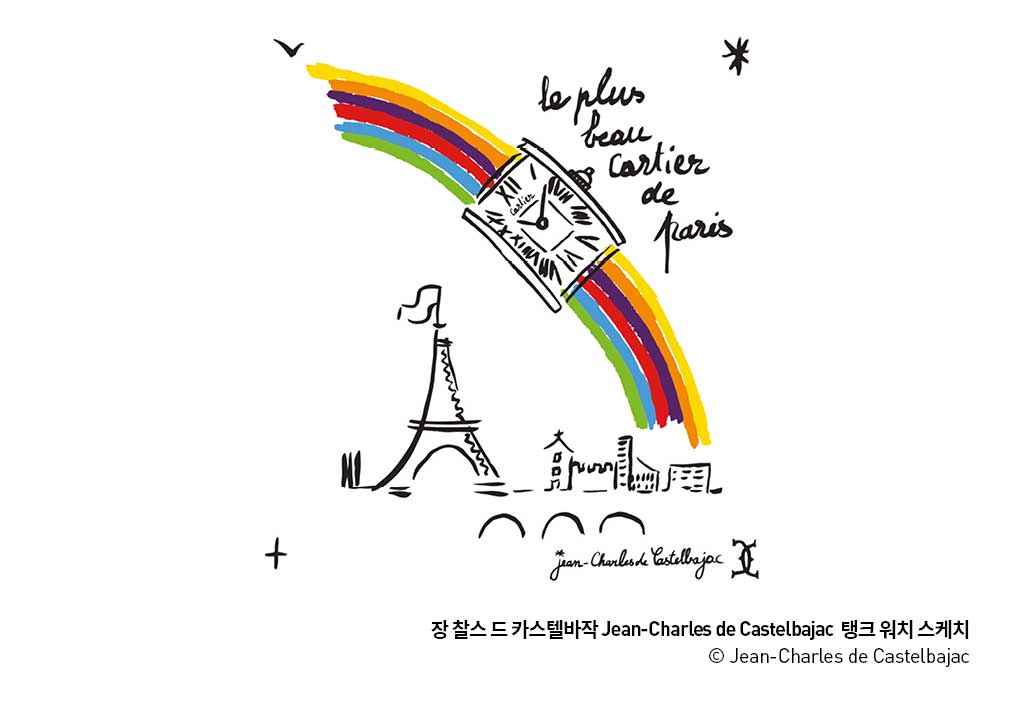 le plus
beau
Cartier
de
paris
XII
Cartier
jean-Charles de Castelbajac
장 찰스 드 카스텔바작 Jean-Charles de Castelbajac 탱크 워치 스케치
© Jean-Charles de Castelbajac